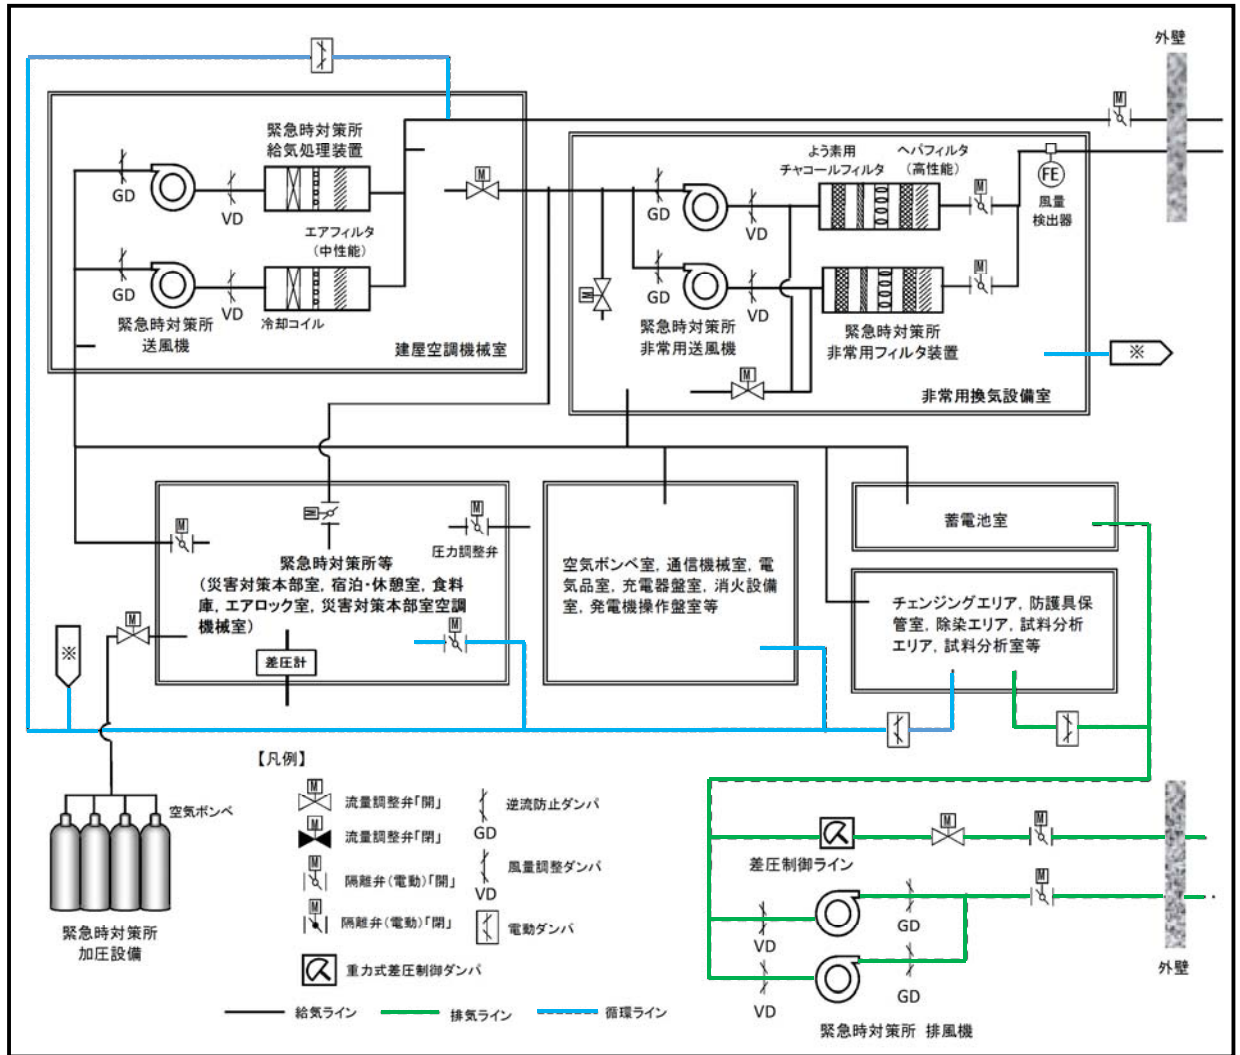 外壁
M
M
緊急時対策所
給気処理装置
よう素用
チャコールフィルタ
ヘパフィルタ
(高性能)
M
M
FE
風量
検出器
GD
VD
GD
VD
エアフィルタ
(中性能)
M
GD
VD
GD
VD
M
冷却コイル
緊急時対策所
送風機
緊急時対策所
非常用送風機
緊急時対策所
非常用フィルタ装置
建屋空調機械室
※
M
非常用換気設備室
M
M
M
圧力調整弁
蓄電池室
緊急時対策所等
(災害対策本部室, 宿泊・休憩室, 食料
庫, エアロック室, 災害対策本部室空調
機械室)
空気ボンベ室, 通信機械室, 電
気品室, 充電器盤室, 消火設備
室, 発電機操作盤室等
チェンジングエリア, 防護具保
管室, 除染エリア, 試料分析
エリア, 試料分析室等
M
M
※
差圧計
【凡例】
空気ボンベ
M
流量調整弁「開」
逆流防止ダンパ
GD
M
流量調整弁「閉」
M
隔離弁(電動)「開」
風量調整ダンパ
VD
M
隔離弁(電動)「閉」
電動ダンパ
重力式差圧制御ダンパ
給気ライン
排気ライン
循環ライン
緊急時対策所
加圧設備
M
M
差圧制御ライン
M
GD
VD
GD
VD
外壁
緊急時対策所 排風機